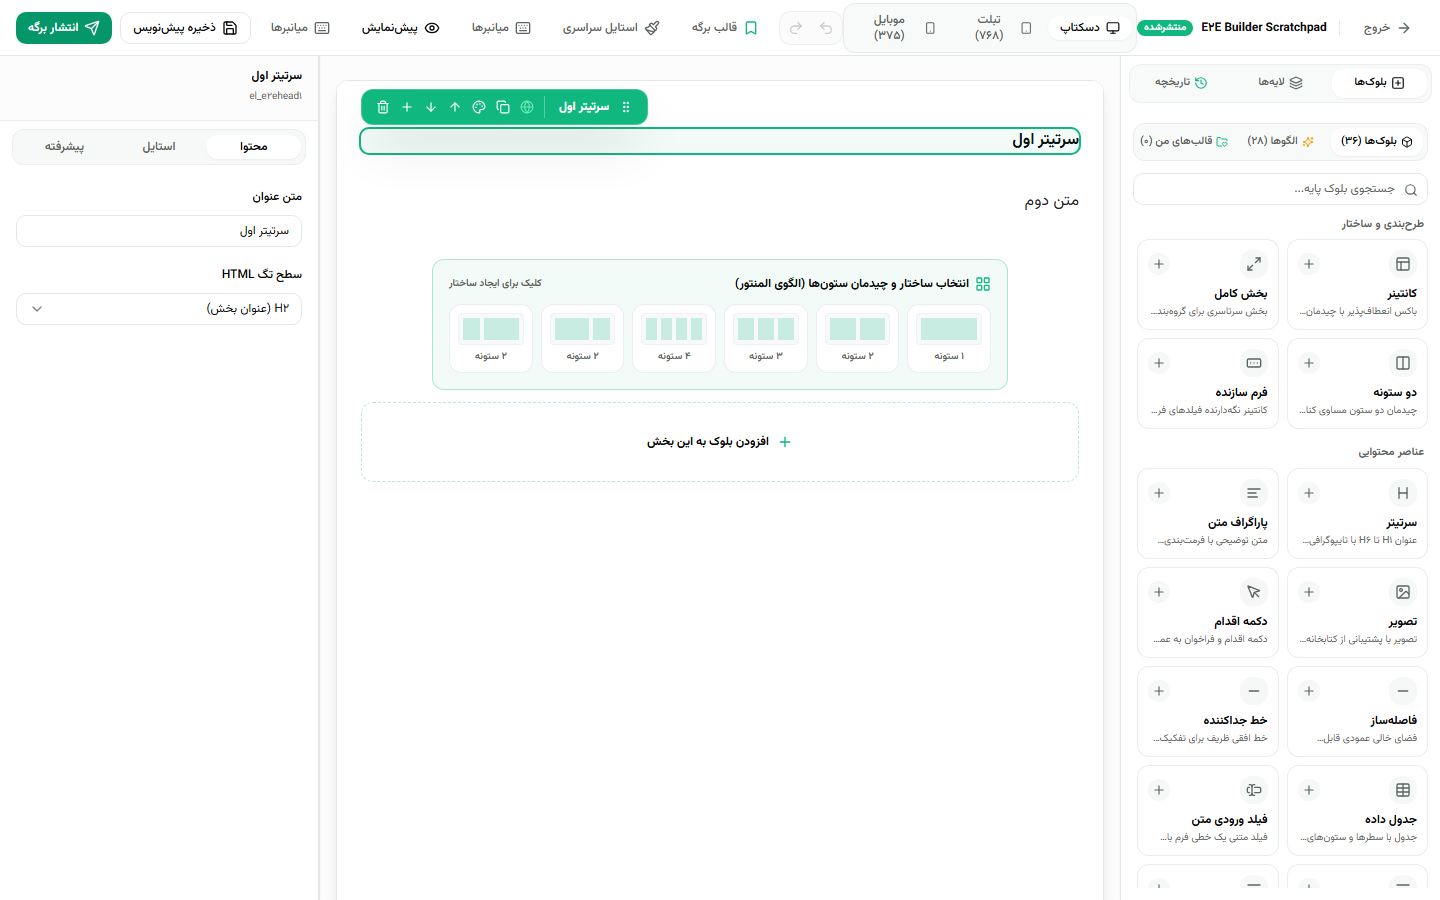 خروج
E2E Builder Scratchpad
منتشرشده
دسکتاپ
تبلت (۷۶۸)
موبایل (۳۷۵)
قالب برگه
استایل سراسری
میانبرها
پیش‌نمایش
میانبرها
ذخیره پیش‌نویس
انتشار برگه
بلوک‌ها
لایه‌ها
تاریخچه
بلوک‌ها (۳۶)
الگوها (۲۸)
قالب‌های من (۰)
جستجوی بلوک پایه...
طرح‌بندی و ساختار
کانتینر
باکس انعطاف‌پذیر با چیدمان...
بخش کامل
بخش سرتاسری برای گروه‌بند...
دو ستونه
چیدمان دو ستون مساوی کنا...
فرم سازنده
کانتینر نگه‌دارنده فیلدهای فر...
عناصر محتوایی
سرتیتر
عنوان H۱ تا H۶ با تایپوگرافی...
پاراگراف متن
متن توضیحی با فرمت‌بندی...
تصویر
تصویر با پشتیبانی از کتابخانه...
دکمه اقدام
دکمه اقدام و فراخوان به عمـ...
فاصله‌ساز
فضای خالی عمودی قابل...
خط جداکننده
خط افقی ظریف برای تفکیک...
جدول داده
جدول با سطرها و ستون‌های...
فیلد ورودی متن
فیلد متنی یک خطی فرم با...
سرتیتر اول
سرتیتر اول
متن دوم
انتخاب ساختار و چیدمان ستون‌ها (الگوی المنتور)
کلیک برای ایجاد ساختار
۱ ستونه
۲ ستونه
۳ ستونه
۴ ستونه
۲ ستونه
۲ ستونه
افزودن بلوک به این بخش
سرتیتر اول
el_e۲ehead۱
محتوا
استایل
پیشرفته
متن عنوان
سرتیتر اول
سطح تگ HTML
H۲ (عنوان بخش)